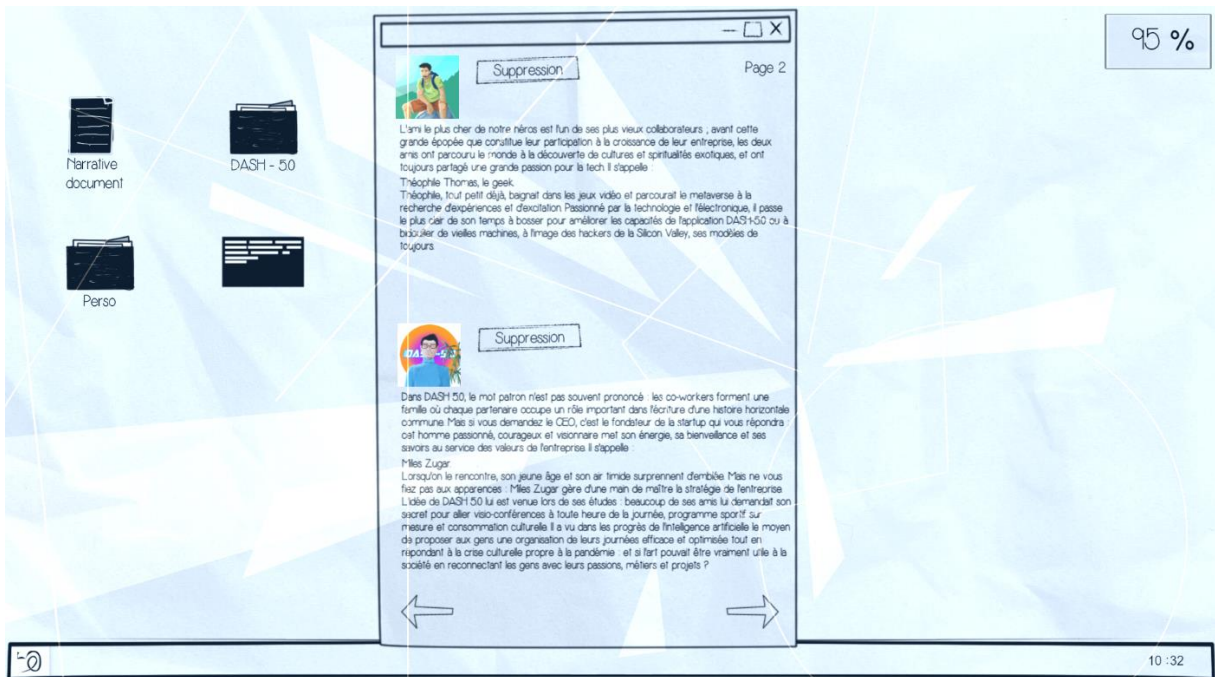 95 %
Suppression
Page 2
Narrative
document
DASH - 5.0
Perso
L'ami le plus cher de notre héros est l'un de ses plus vieux collaborateurs ; avant cette
grande épopée que constitue leur participation à la croissance de leur entreprise, les deux
amis ont parcouru le monde à la découverte de cultures et spiritualités exotiques, et ont
toujours partagé une grande passion pour la tech. Il s'appelle :
Théophile Thomas, le geek.
Théophile, tout petit déjà, baignait dans les jeux vidéo et parcourait le metaverse à la
recherche d'expériences et d'excitation. Passionné par la technologie et l'électronique, il passe
le plus clair de son temps à bosser pour améliorer les capacités de l'application DASH-5.0 ou à
bidouiller de vieilles machines, à l'image des hackers de la Silicon Valley, ses modèles de
toujours.
Suppression
Dans DASH 5.0, le mot patron n'est pas souvent prononcé : les co-workers forment une
famille où chaque partenaire occupe un rôle important dans l'écriture d'une histoire horizontale
commune. Mais si vous demandez le CEO, c'est le fondateur de la startup qui vous répondra :
cet homme passionné, courageux et visionnaire met son énergie, sa bienveillance et ses
savoirs au service des valeurs de l'entreprise. Il s'appelle :
Miles Zugar.
Lorsqu'on le rencontre, son jeune âge et son air timide surprennent d'emblée. Mais ne vous
fiez pas aux apparences : Miles Zugar gère d'une main de maître la stratégie de l'entreprise.
L'idée de DASH 5.0 lui est venue lors de ses études : beaucoup de ses amis lui demandait son
secret pour allier visio-conférences à toute heure de la journée, programme sportif sur
mesure et consommation culturelle. Il a vu dans les progrès de l'intelligence artificielle le moyen
de proposer aux gens une organisation de leurs journées efficace et optimisée tout en
répondant à la crise culturelle propre à la pandémie : et si l'art pouvait être vraiment utile à la
société en reconnectant les gens avec leurs passions, métiers et projets ?
10 :32